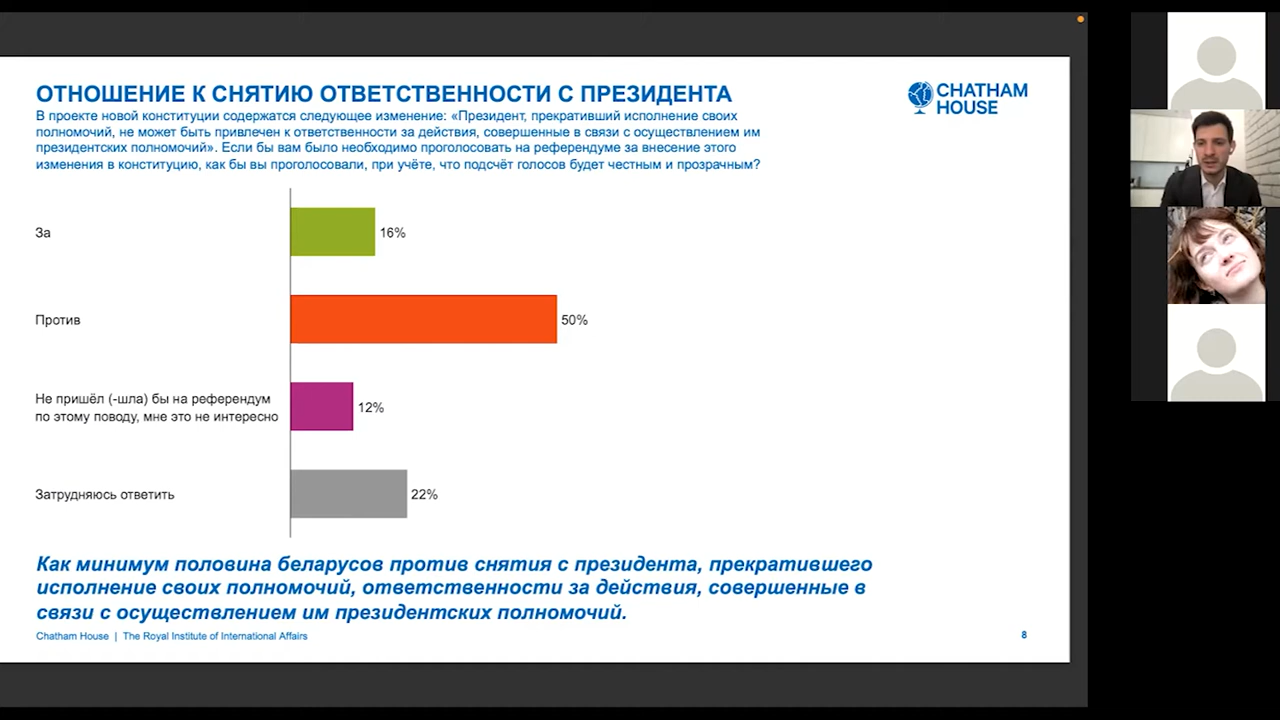 ОТНОШЕНИЕ К СНЯТИЮ ОТВЕТСТВЕННОСТИ С ПРЕЗИДЕНТА
CHATHAM
HOUSE
В проекте новой конституции содержатся следующее изменение: «Президент, прекративший исполнение своих
полномочий, не может быть привлечен к ответственности за действия, совершенные в связи с осуществлением им
президентских полномочий». Если бы вам было необходимо проголосовать на референдуме за внесение этого
изменения в конституцию, как бы вы проголосовали, при учёте, что подсчёт голосов будет честным и прозрачным?
За
16%
Против
50%
Не пришёл (-шла) бы на референдум
по этому поводу, мне это не интересно
12%
Затрудняюсь ответить
22%
Как минимум половина беларусов против снятия с президента, прекратившего
исполнение своих полномочий, ответственности за действия, совершенные в
связи с осуществлением им президентских полномочий.
Chatham House | The Royal Institute of International Affairs
8